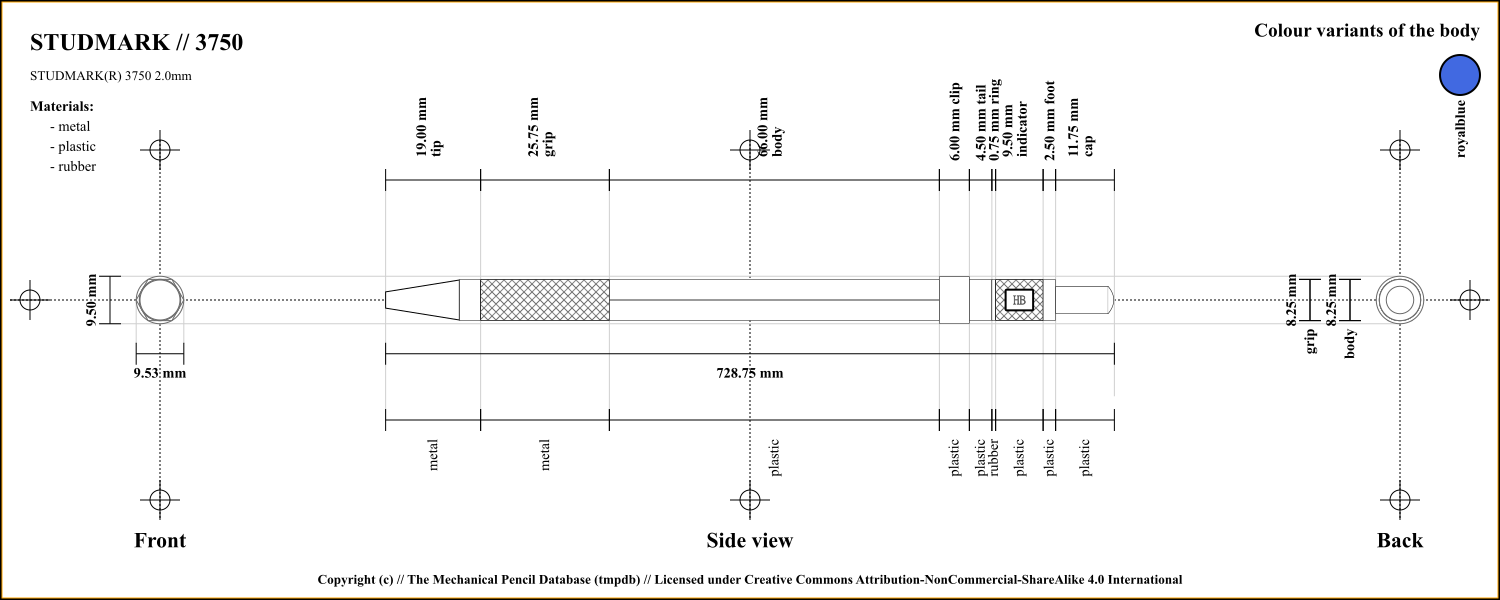 STUDMARK // 3750
STUDMARK(R) 3750 2.0mm
Materials:
- metal
- plastic
- rubber
Colour variants of the body
royalblue
19.00 mm
tip
25.75 mm
grip
66.00 mm
body
6.00 mm clip
4.50 mm tail
0.75 mm ring
9.50 mm
indicator
2.50 mm foot
11.75 mm
cap
9.50 mm
9.53 mm
HB
728.75 mm
8.25 mm
grip
8.25 mm
body
metal
metal
plastic
plastic
plastic
rubber
plastic
plastic
plastic
Front
Side view
Back
Copyright (c) // The Mechanical Pencil Database (tmpdb) // Licensed under Creative Commons Attribution-NonCommercial-ShareAlike 4.0 International